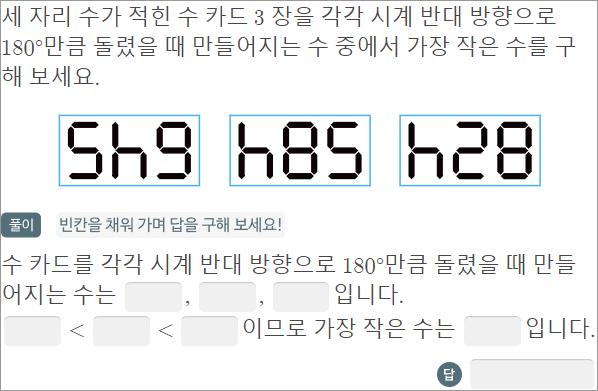 세 자리 수가 적힌 수 카드 3 장을 각각 시계 반대 방향으로
180°만큼 돌렸을 때 만들어지는 수 중에서 가장 작은 수를 구
해 보세요.
5h9 h85 h28
풀이 빈칸을 채워 가며 답을 구해 보세요!
수 카드를 각각 시계 반대 방향으로 180°만큼 돌렸을 때 만들
어지는 수는 , , 입니다.
< < 이므로 가장 작은 수는 입니다.
답